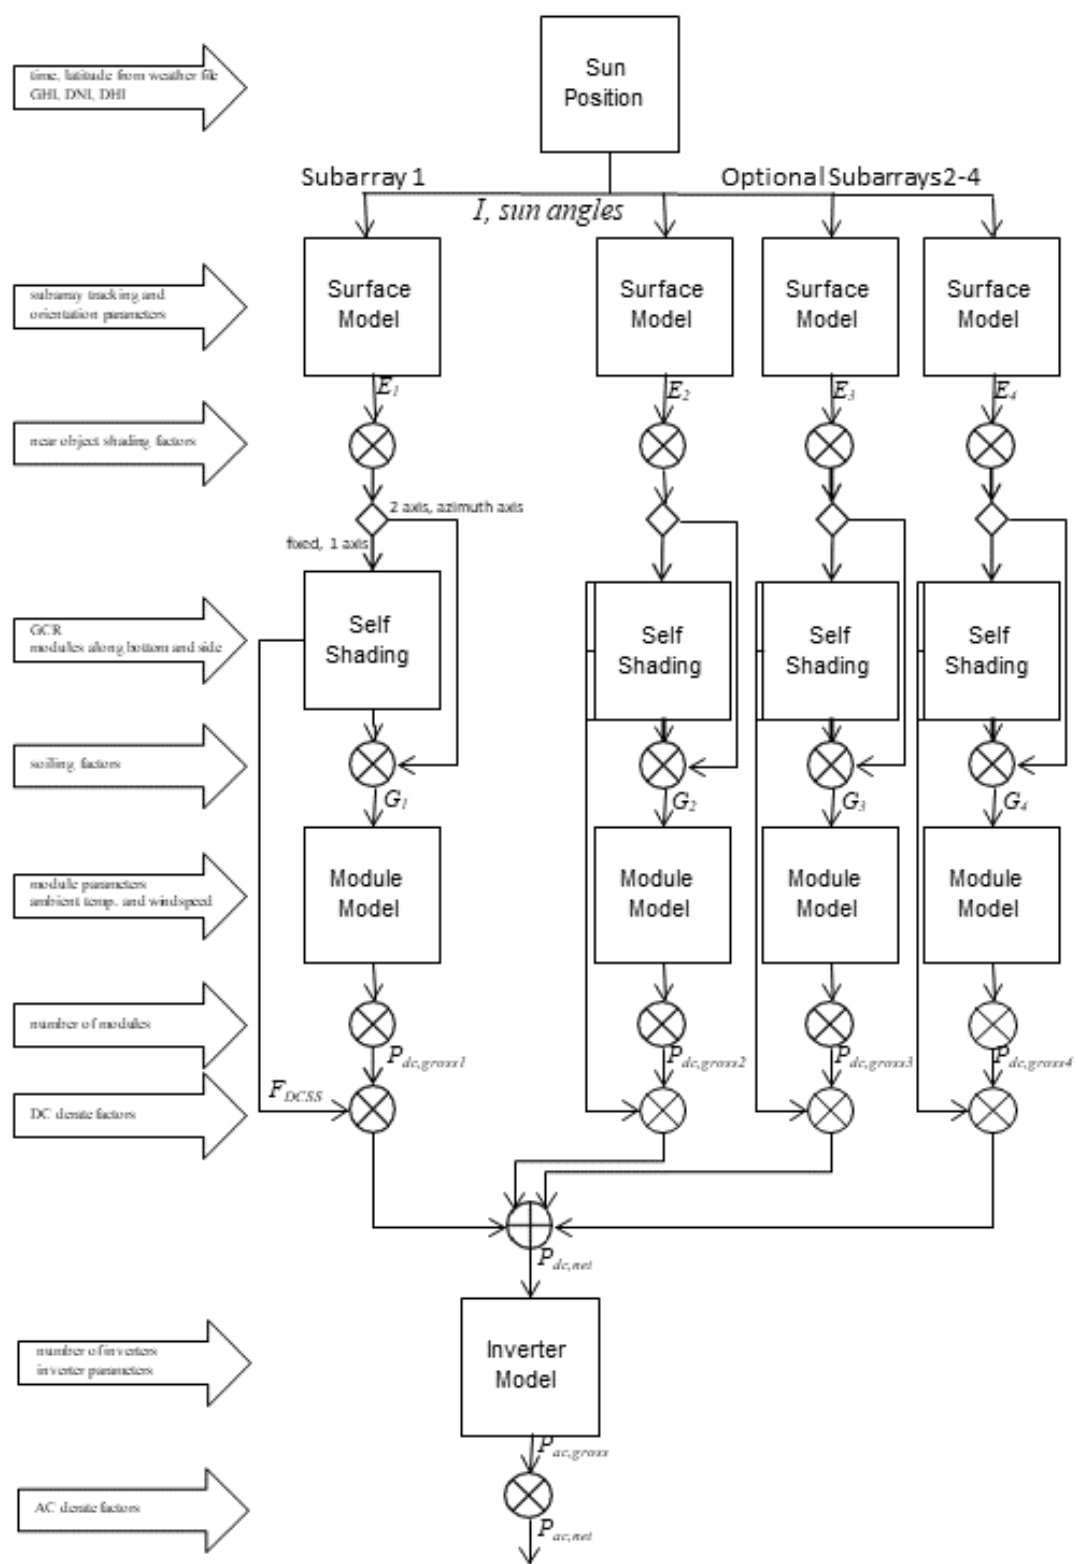 time, latitude from weather file
GHI, DNI, DHI
Sun
Position
Subarray 1
Optional Subarrays2-4
I, sun angles
subarray tracking and
orientation parameters
Surface
Model
Surface
Model
Surface
Model
Surface
Model
E1
E2
E3
E4
near object shading factors
2 axis, azimuth axis
fixed, 1 axis
GCR
modules along bottom and side
Self
Shading
Self
Shading
Self
Shading
Self
Shading
soiling factors
G1
G2
G3
G4
module parameters
ambient temp. and windspeed
Module
Model
Module
Model
Module
Model
Module
Model
number of modules
Pdc,gross1
Pdc,gross2
Pdc,gross3
Pdc,gross4
FDCSS
DC derate factors
Pdc,net
number of inverters
inverter parameters
Inverter
Model
Pac,gross
AC derate factors
Pac,net